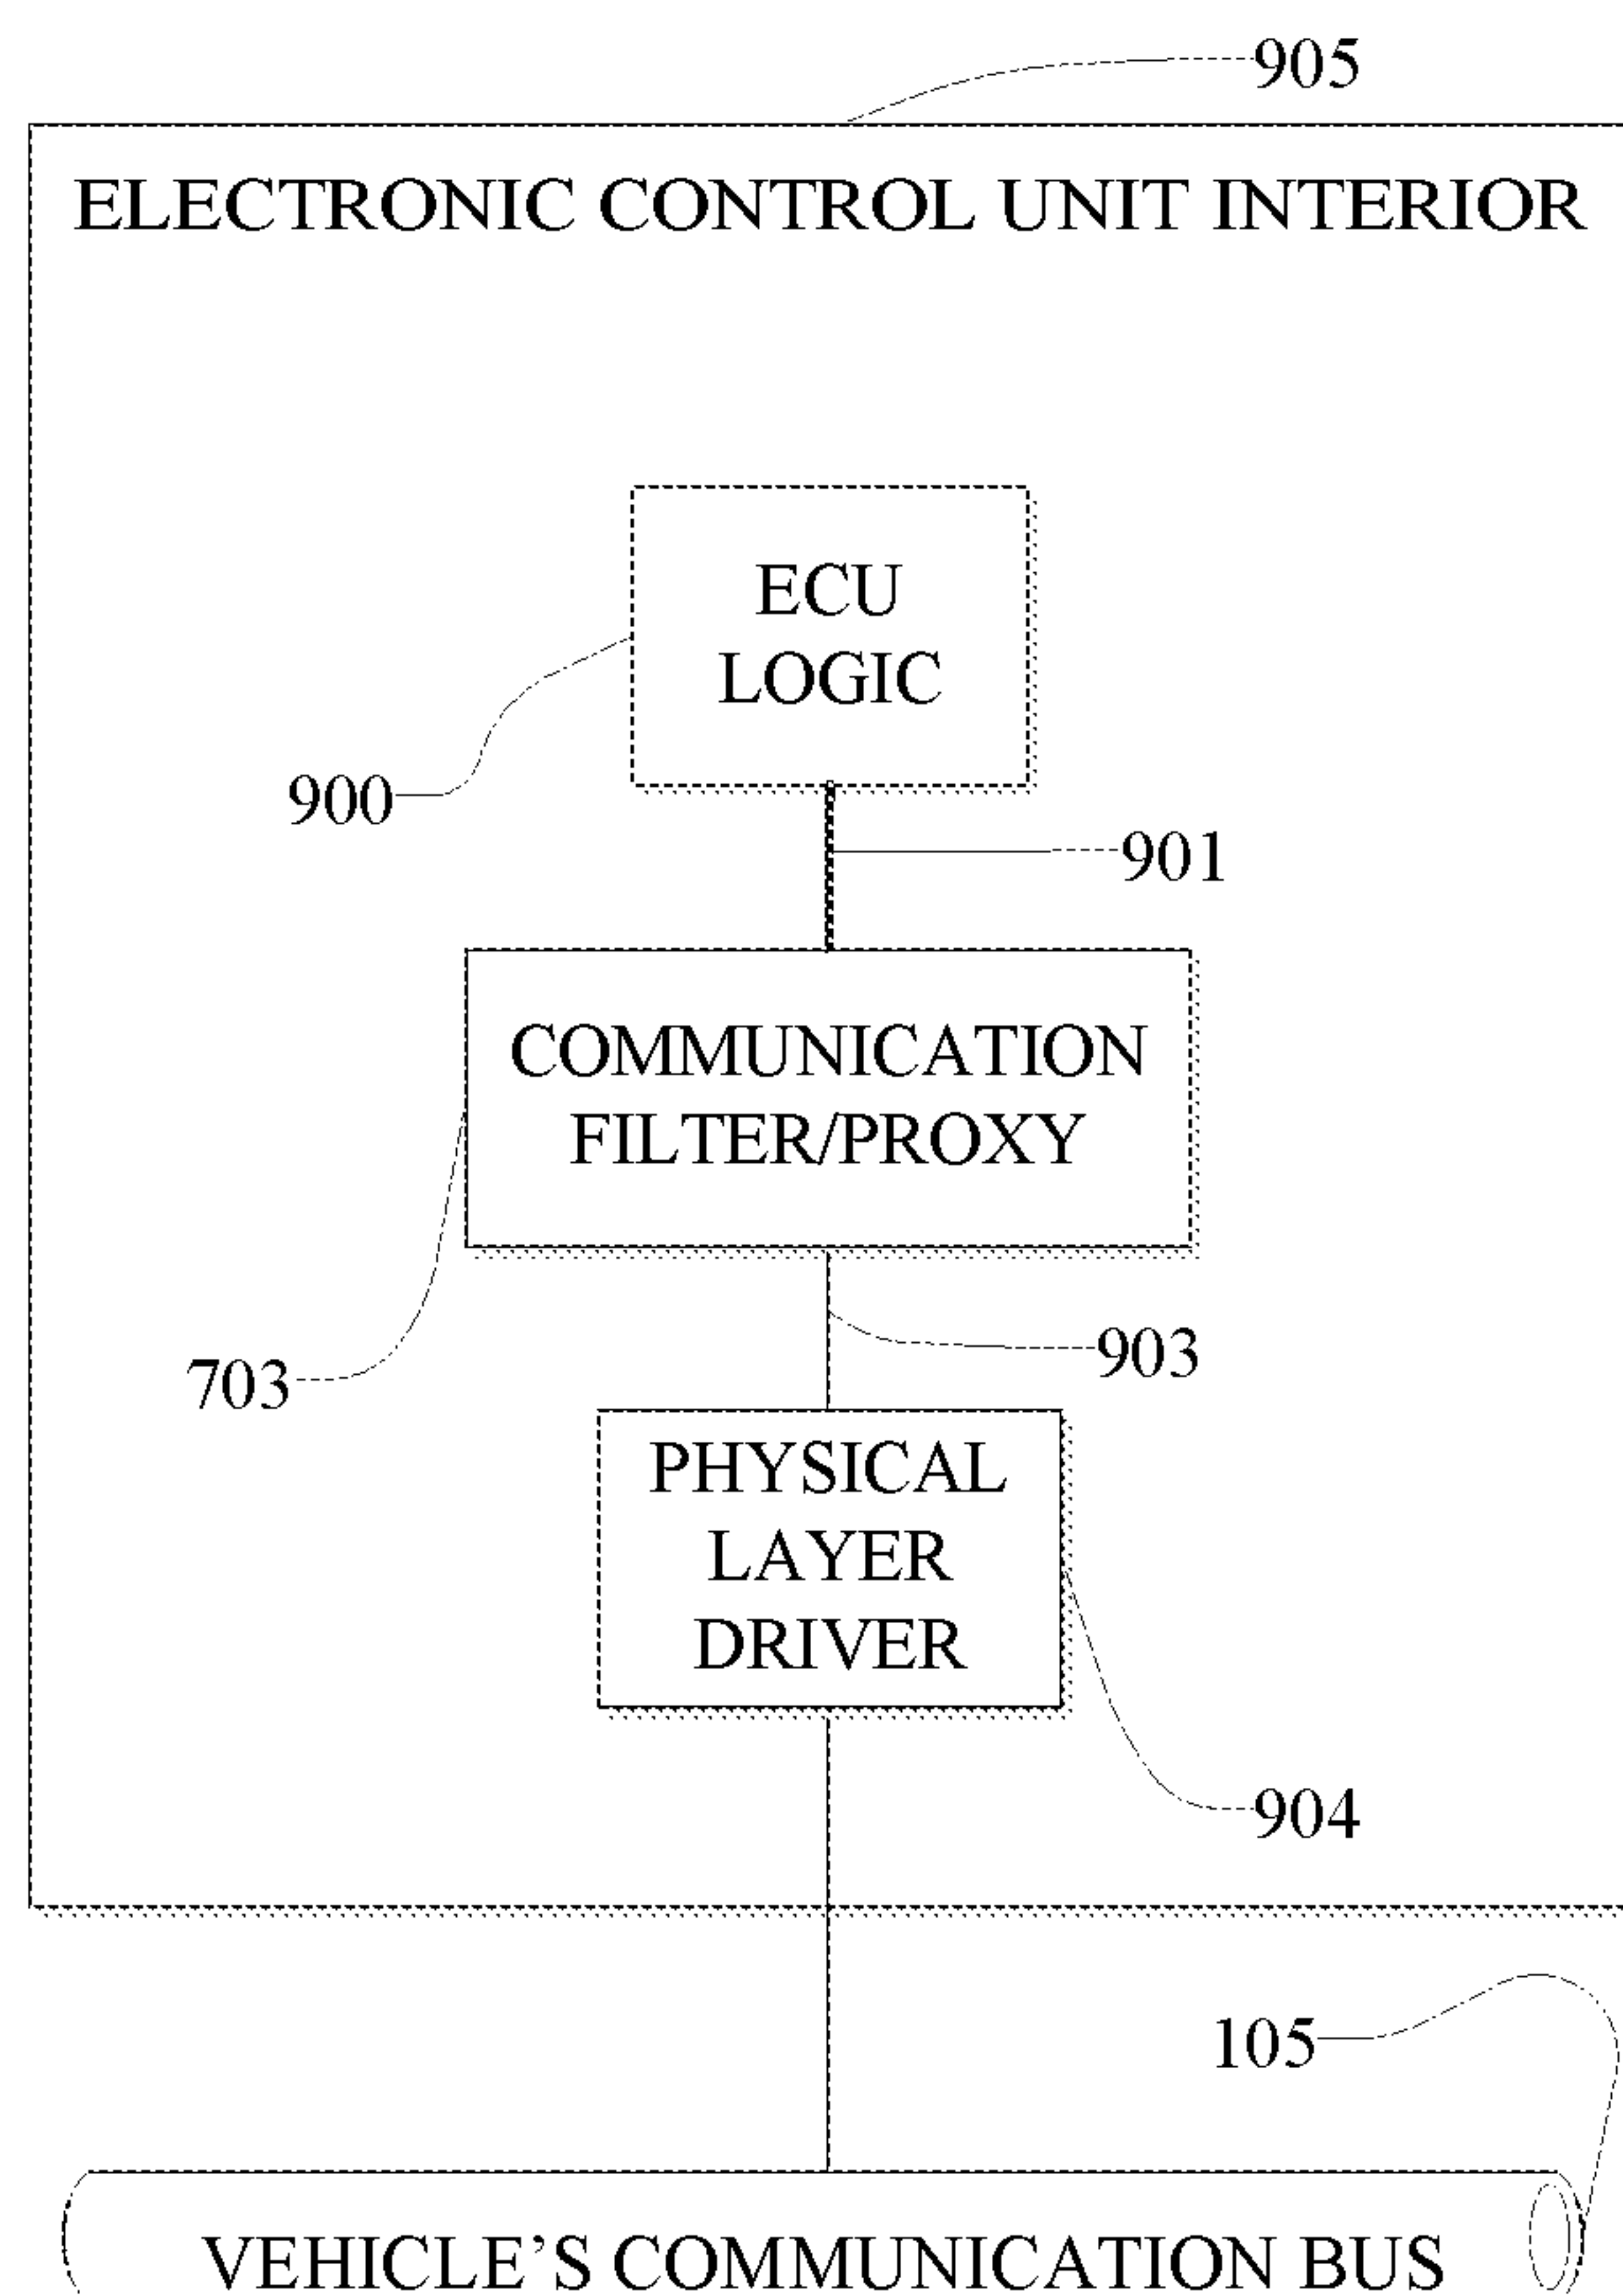 905
ELECTRONIC CONTROL UNIT INTERIOR
ECU
LOGIC
900
901
COMMUNICATION
FILTER/PROXY
903
703
PHYSICAL
LAYER
DRIVER
904
105
VEHICLE’S COMMUNICATION BUS